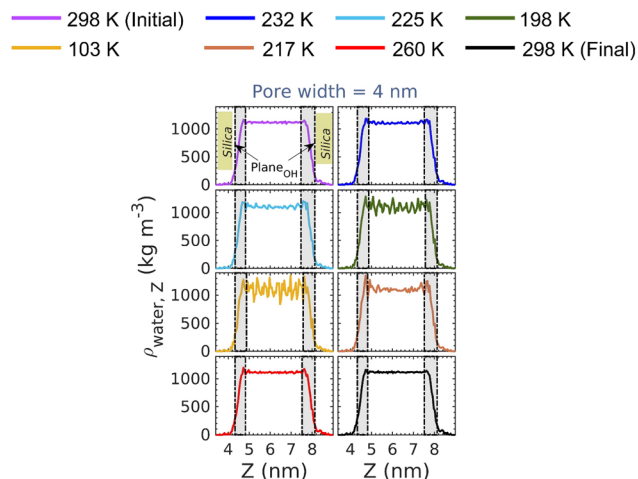 298 K (Initial) 232 K 225 K 198 K
103 K 217 K 260 K 298 K (Final)
Pore width = 4 nm
Silica
Silica
Plane_OH
1000
500
0
1000
500
0
1000
500
0
1000
500
0
ρ_water, z (kg m⁻³)
4 5 6 7 8 4 5 6 7 8
Z (nm) Z (nm)